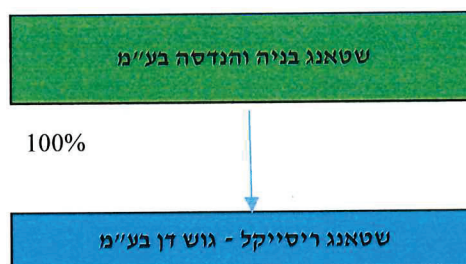 שטאנג בניה והנדסה בע״מ
100%
שטאנג ריסייקל - גוש דן בע״מ